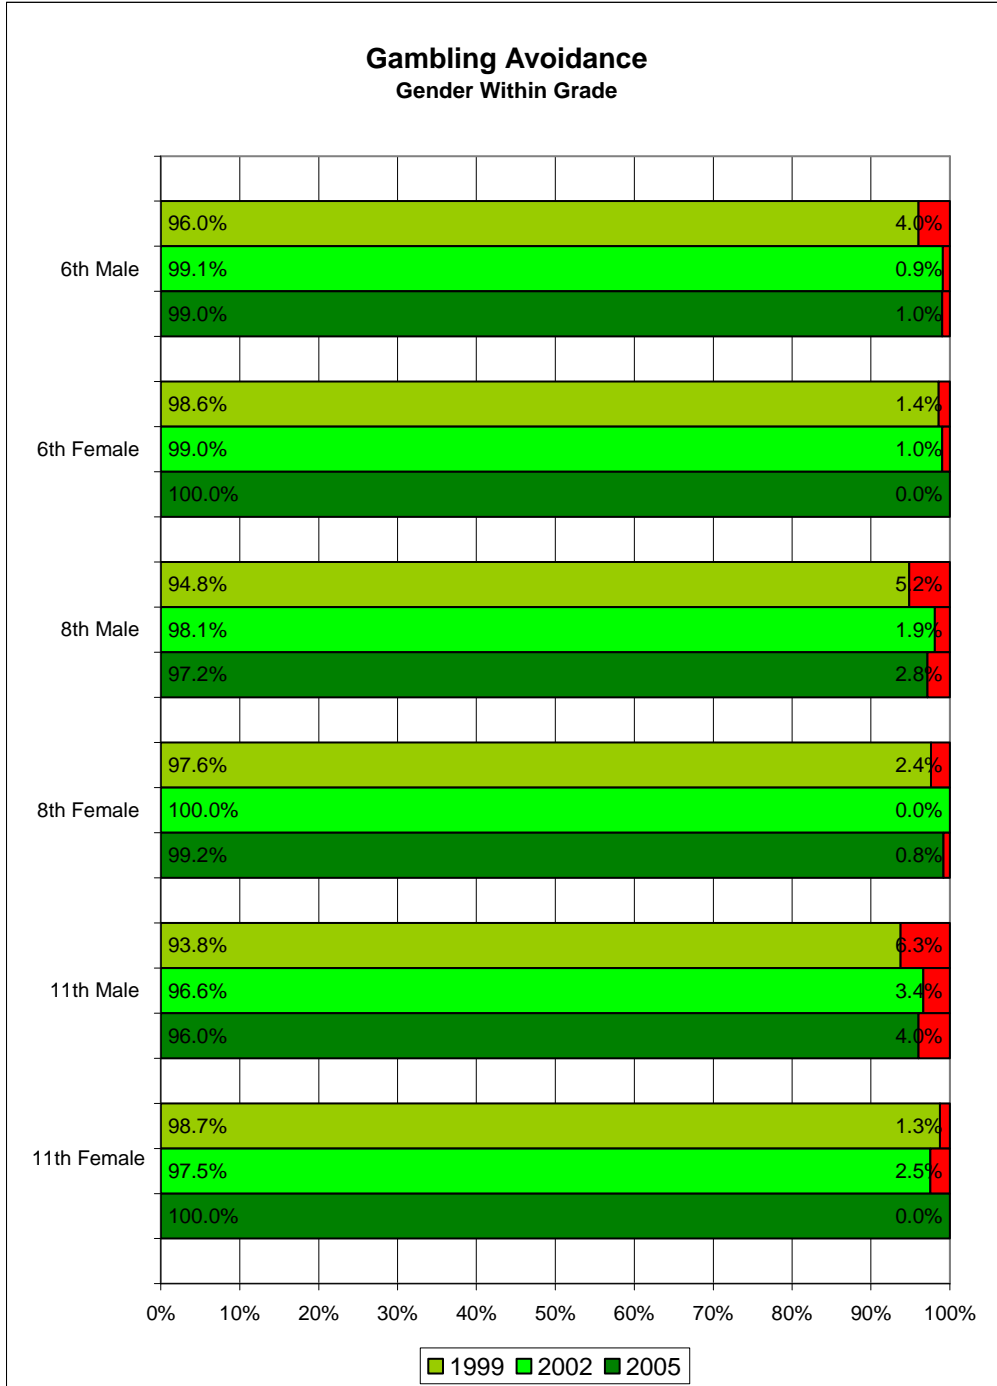 Gambling Avoidance
Gender Within Grade
96.0% 4.0%
6th Male 99.1% 0.9%
99.0% 1.0%
98.6% 1.4%
6th Female 99.0% 1.0%
100.0% 0.0%
94.8% 5.2%
8th Male 98.1% 1.9%
97.2% 2.8%
97.6% 2.4%
8th Female 100.0% 0.0%
99.2% 0.8%
93.8% 6.3%
11th Male 96.6% 3.4%
96.0% 4.0%
98.7% 1.3%
11th Female 97.5% 2.5%
100.0% 0.0%
0% 10% 20% 30% 40% 50% 60% 70% 80% 90% 100%
1999 2002 2005